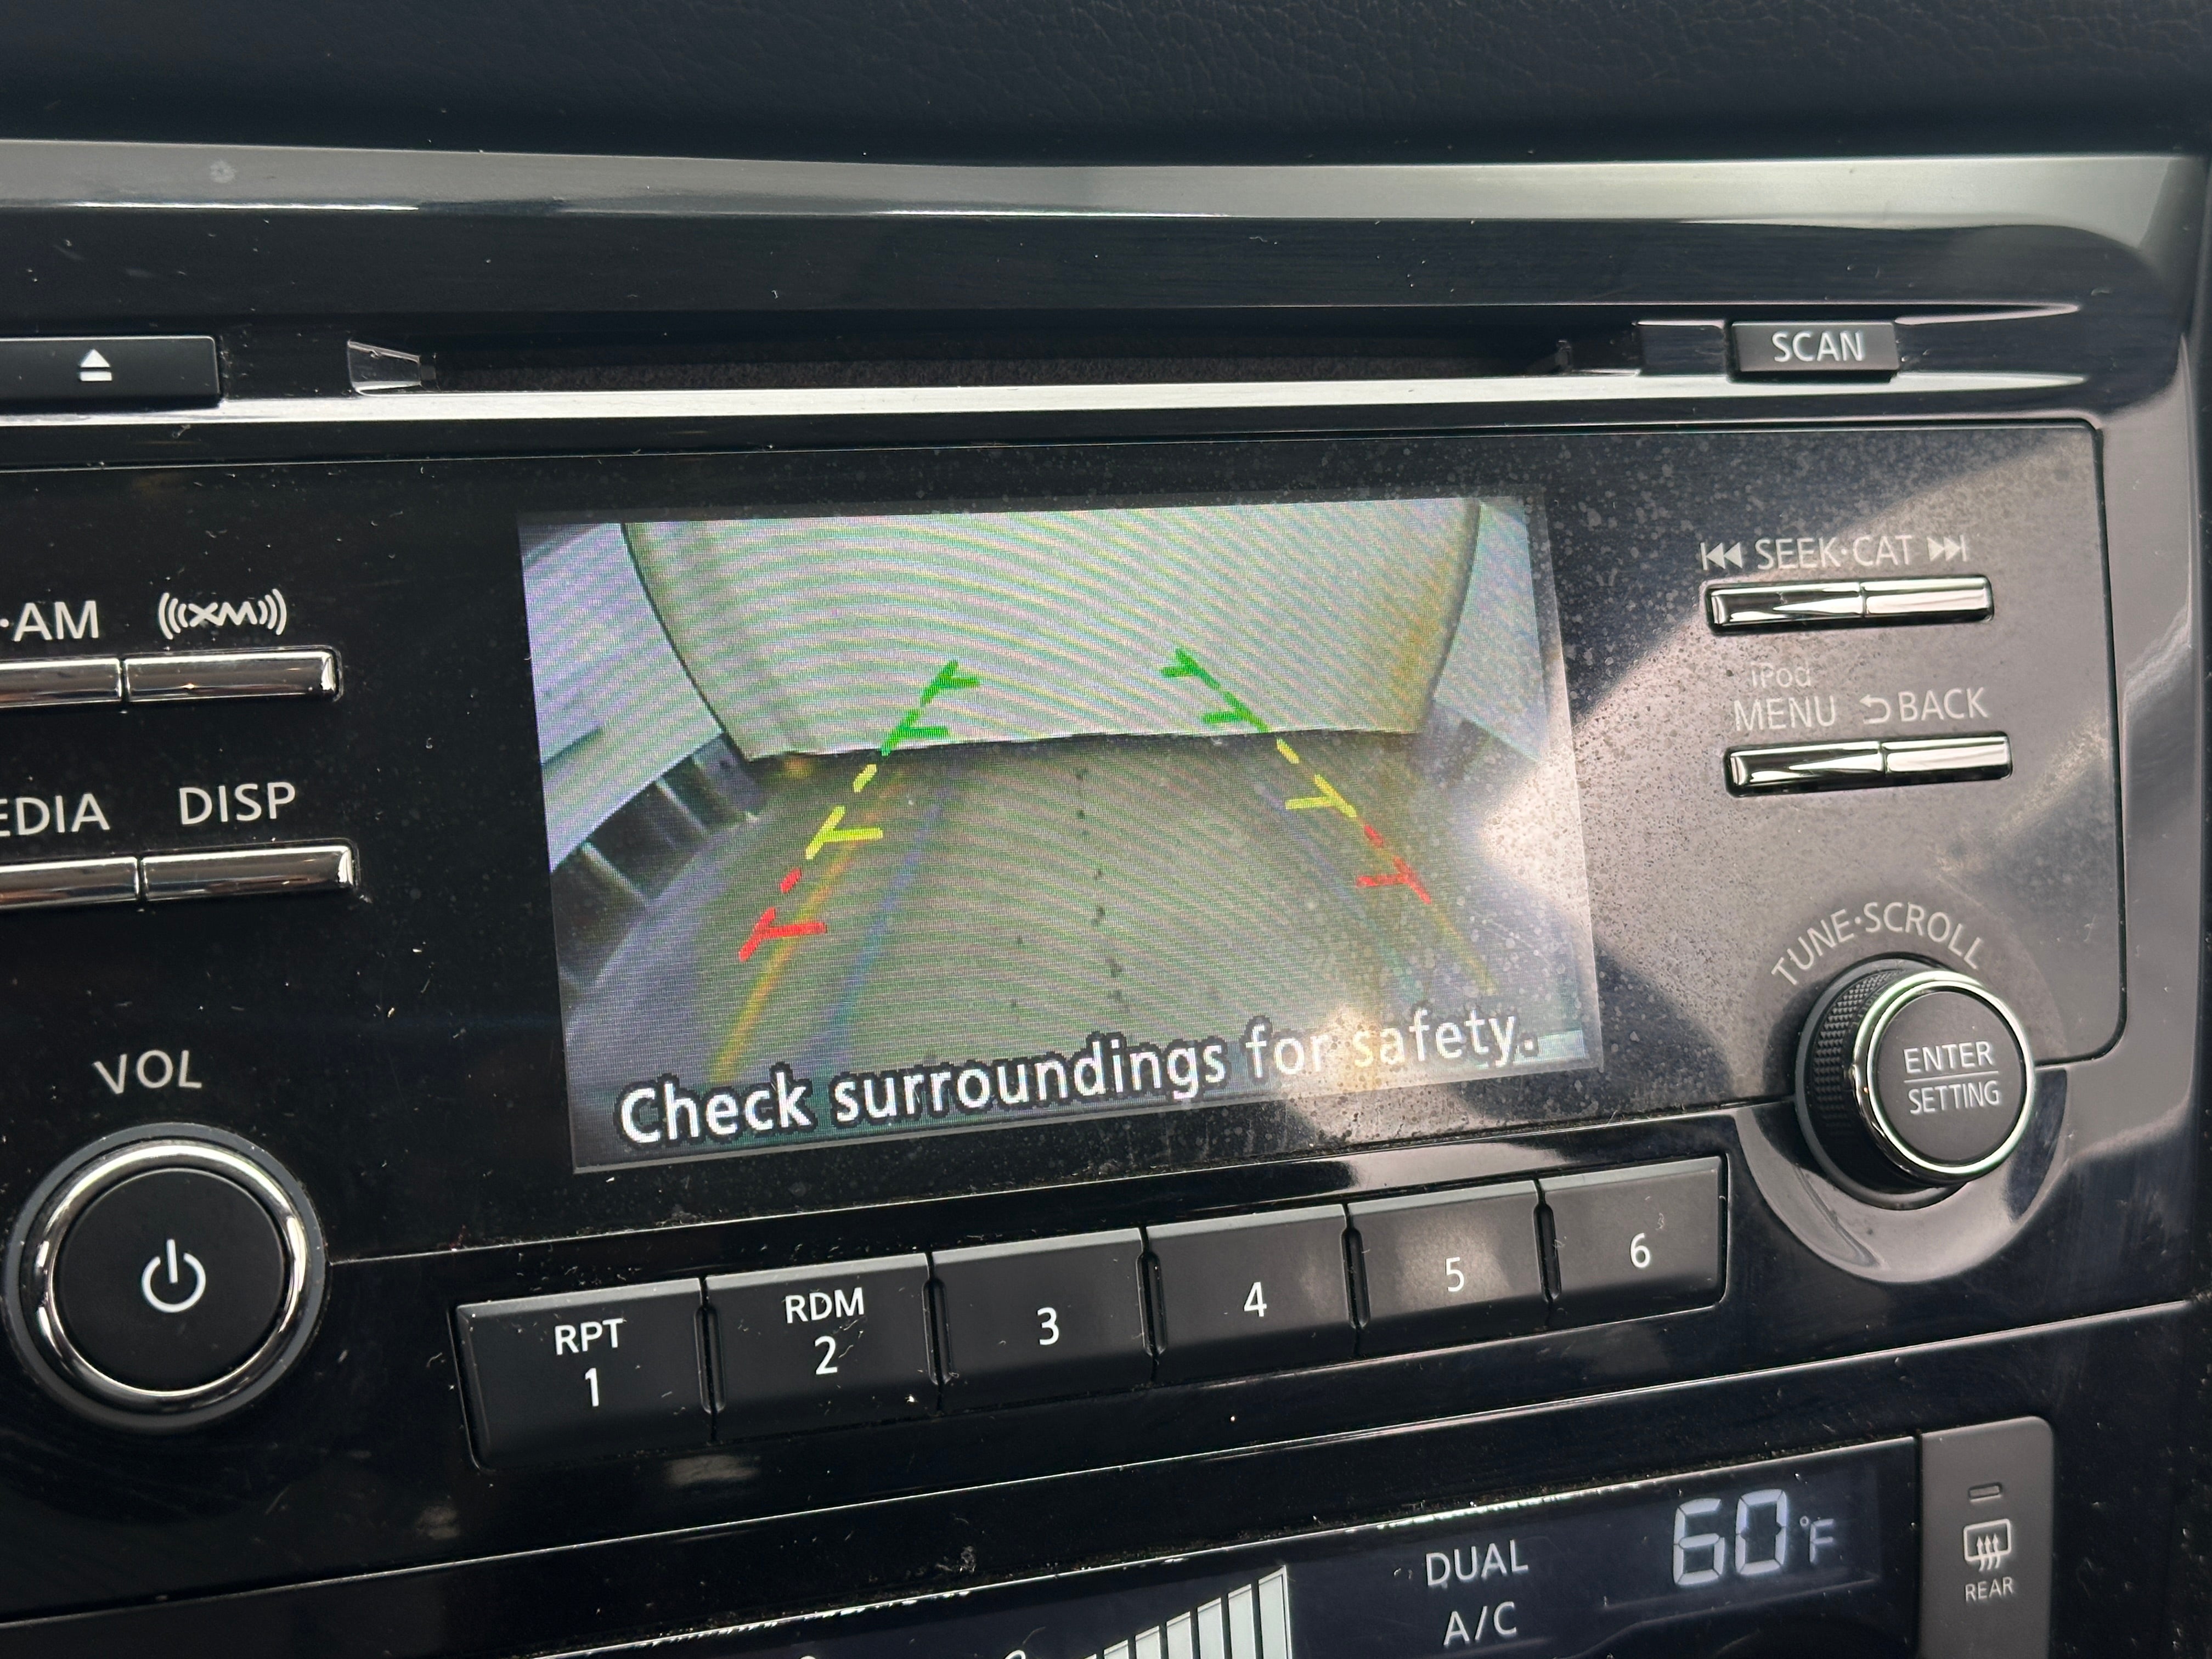 SCAN
SEEK·CAT
·AM
XM
iPod
MENU
BACK
EDIA
DISP
TUNE·SCROLL
ENTER
SETTING
VOL
Check surroundings for safety.
RPT
1
RDM
2
3
4
5
6
DUAL
A/C
60°F
REAR